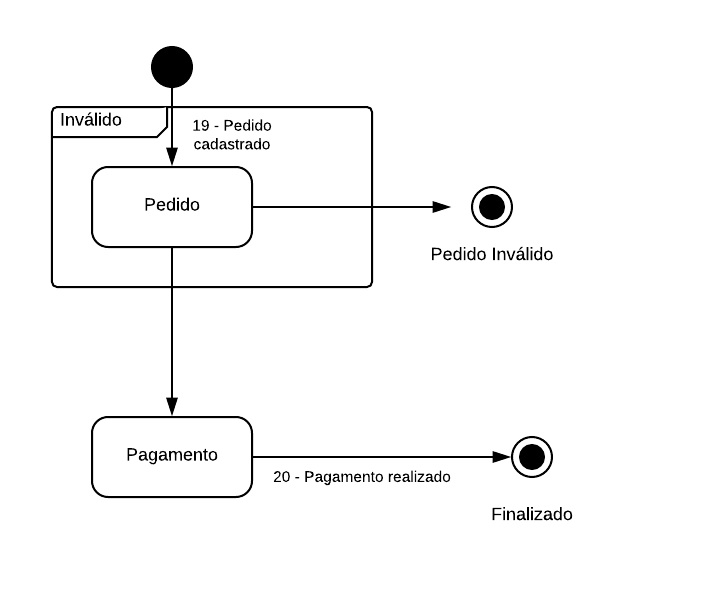 Inválido
19 - Pedido
cadastrado
Pedido
Pedido Inválido
Pagamento
20 - Pagamento realizado
Finalizado